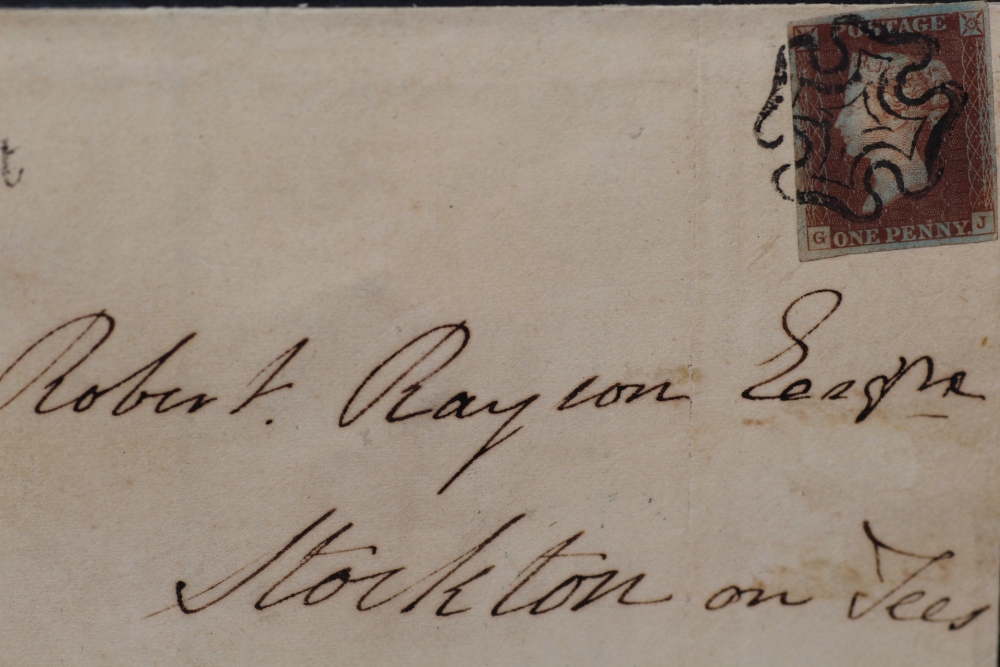 POSTAGE
G ONE PENNY. J
t
Robert. Rayson Esqre
Stockton on Tees